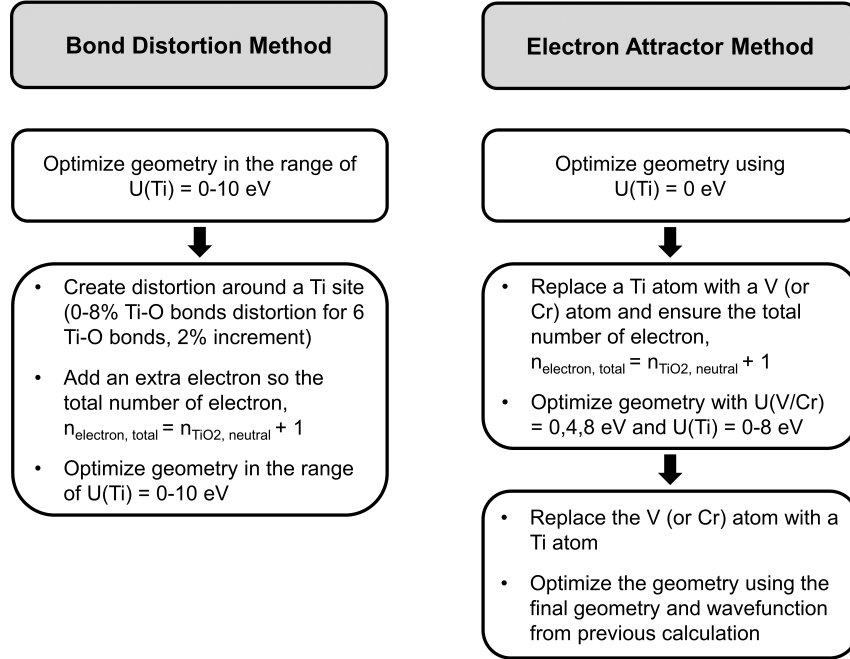 Bond Distortion Method
Optimize geometry in the range of
U(Ti) = 0-10 eV
• Create distortion around a Ti site
(0-8% Ti-O bonds distortion for 6
Ti-O bonds, 2% increment)
• Add an extra electron so the
total number of electron,
n electron, total = n TiO2, neutral + 1
• Optimize geometry in the range
of U(Ti) = 0-10 eV
Electron Attractor Method
Optimize geometry using
U(Ti) = 0 eV
• Replace a Ti atom with a V (or
Cr) atom and ensure the total
number of electron,
n electron, total = n TiO2, neutral + 1
• Optimize geometry with U(V/Cr)
= 0,4,8 eV and U(Ti) = 0-8 eV
• Replace the V (or Cr) atom with a
Ti atom
• Optimize the geometry using the
final geometry and wavefunction
from previous calculation